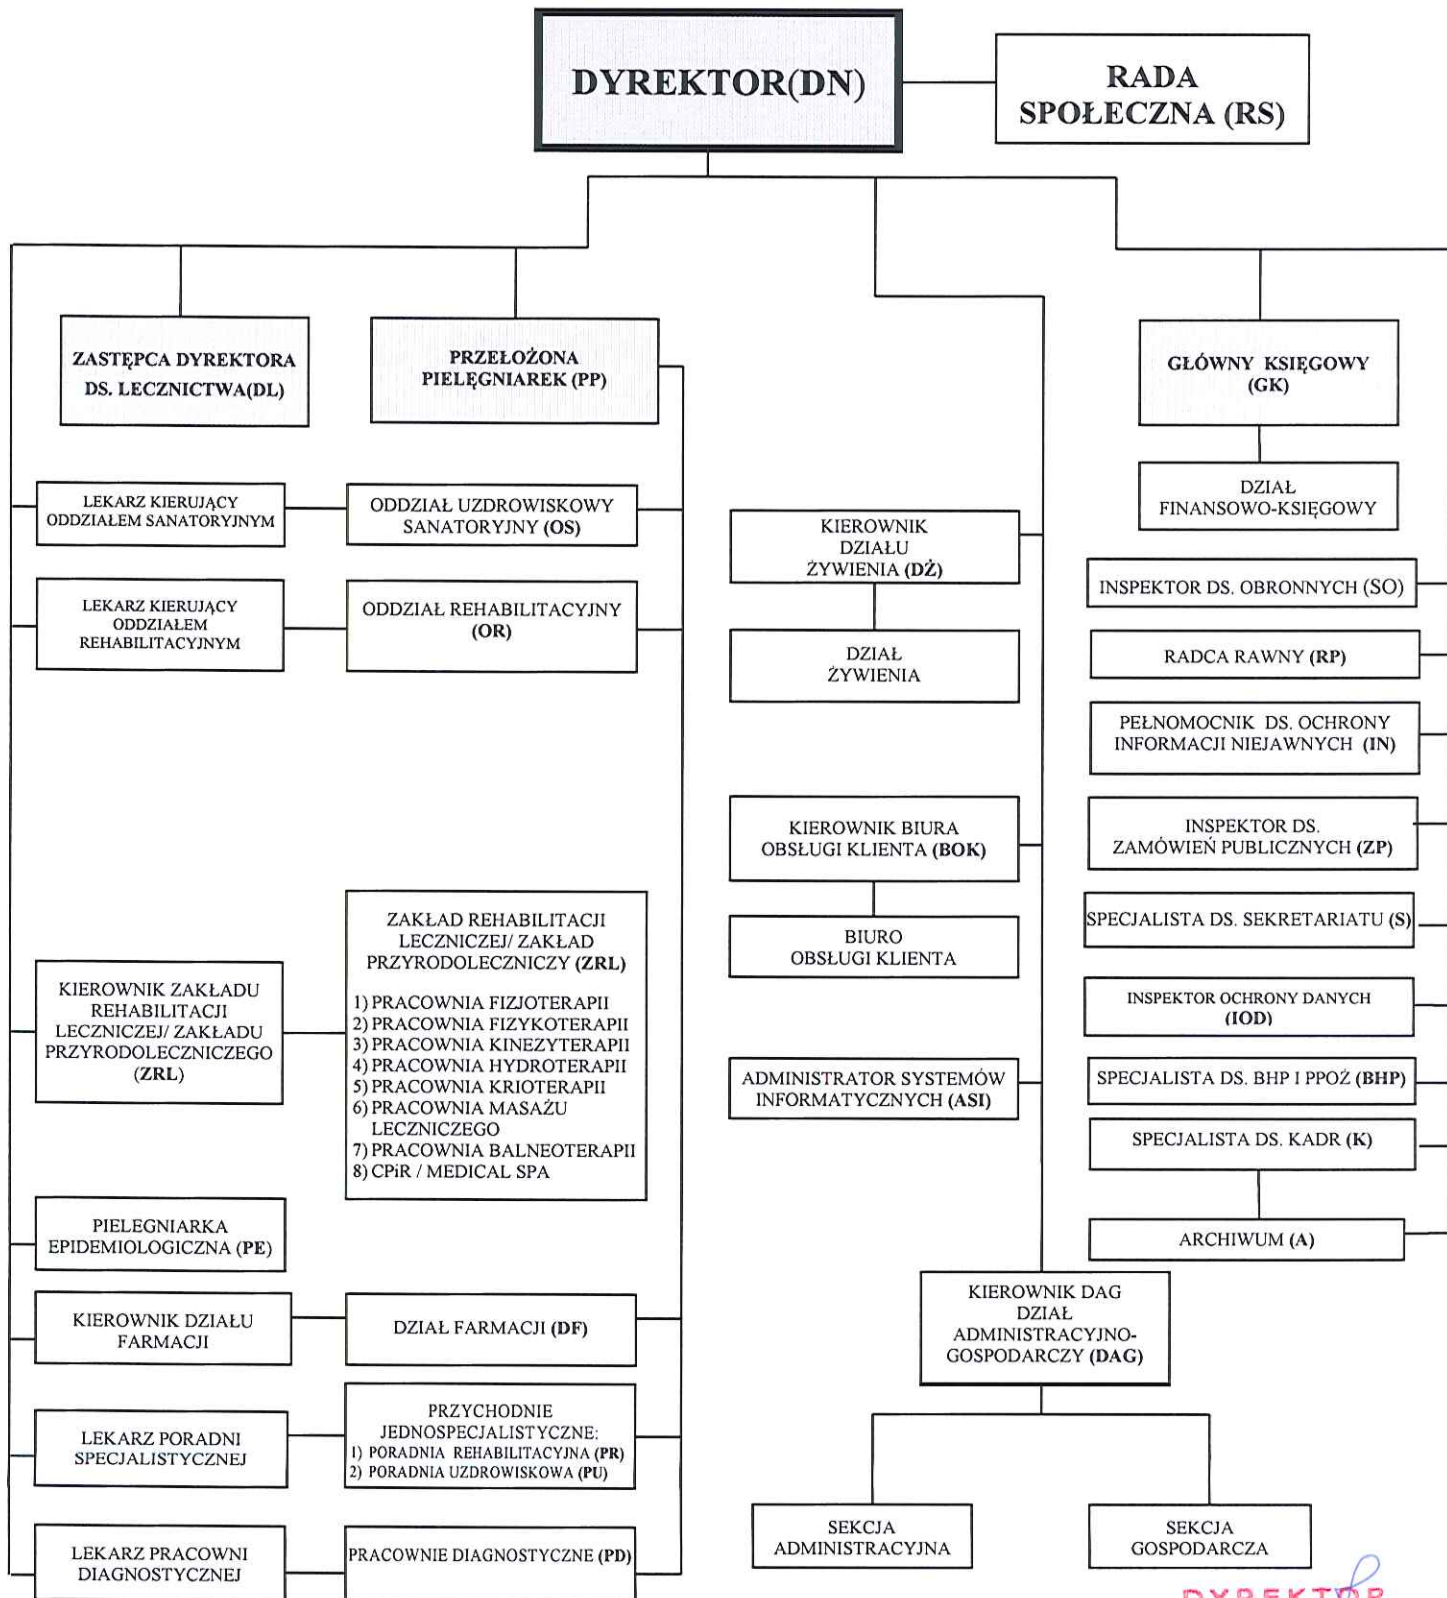 DYREKTOR(DN)
RADA
SPOŁECZNA (RS)
ZASTĘPCA DYREKTORA
DS. LECZNICTWA(DL)
PRZEŁOŻONA
PIELĘGNIAREK (PP)
GŁÓWNY KSIĘGOWY
(GK)
DZIAŁ
FINANSOWO-KSIĘGOWY
LEKARZ KIERUJĄCY
ODDZIAŁEM SANATORYJNYM
ODDZIAŁ UZDROWISKOWY
SANATORYJNY (OS)
LEKARZ KIERUJĄCY
ODDZIAŁEM
REHABILITACYJNYM
ODDZIAŁ REHABILITACYJNY
(OR)
KIEROWNIK ZAKŁADU
REHABILITACJI
LECZNICZEJ/ ZAKŁADU
PRZYRODOLECZNICZEGO
(ZRL)
ZAKŁAD REHABILITACJI
LECZNICZEJ/ ZAKŁAD
PRZYRODOLECZNICZY (ZRL)
1) PRACOWNIA FIZJOTERAPII
2) PRACOWNIA FIZYKOTERAPII
3) PRACOWNIA KINEZYTERAPII
4) PRACOWNIA HYDROTERAPII
5) PRACOWNIA KRIOTERAPII
6) PRACOWNIA MASAŻU
LECZNICZEGO
7) PRACOWNIA BALNEOTERAPII
8) CPiR / MEDICAL SPA
PIELEGNIARKA
EPIDEMIOLOGICZNA (PE)
KIEROWNIK DZIAŁU
FARMACJI
DZIAŁ FARMACJI (DF)
LEKARZ PORADNI
SPECJALISTYCZNEJ
PRZYCHODNIE
JEDNOSPECJALISTYCZNE:
1) PORADNIA REHABILITACYJNA (PR)
2) PORADNIA UZDROWISKOWA (PU)
LEKARZ PRACOWNI
DIAGNOSTYCZNEJ
PRACOWNIE DIAGNOSTYCZNE (PD)
KIEROWNIK
DZIAŁU
ŻYWIENIA (DŻ)
DZIAŁ
ŻYWIENIA
KIEROWNIK BIURA
OBSŁUGI KLIENTA (BOK)
BIURO
OBSŁUGI KLIENTA
ADMINISTRATOR SYSTEMÓW
INFORMATYCZNYCH (ASI)
KIEROWNIK DAG
DZIAŁ
ADMINISTRACYJNO-
GOSPODARCZY (DAG)
SEKCJA
ADMINISTRACYJNA
SEKCJA
GOSPODARCZA
INSPEKTOR DS. OBRONNYCH (SO)
RADCA RAWNY (RP)
PEŁNOMOCNIK DS. OCHRONY
INFORMACJI NIEJAWNYCH (IN)
INSPEKTOR DS.
ZAMÓWIEŃ PUBLICZNYCH (ZP)
SPECJALISTA DS. SEKRETARIATU (S)
INSPEKTOR OCHRONY DANYCH
(IOD)
SPECJALISTA DS. BHP I PPOŻ (BHP)
SPECJALISTA DS. KADR (K)
ARCHIWUM (A)
DYREKTOR